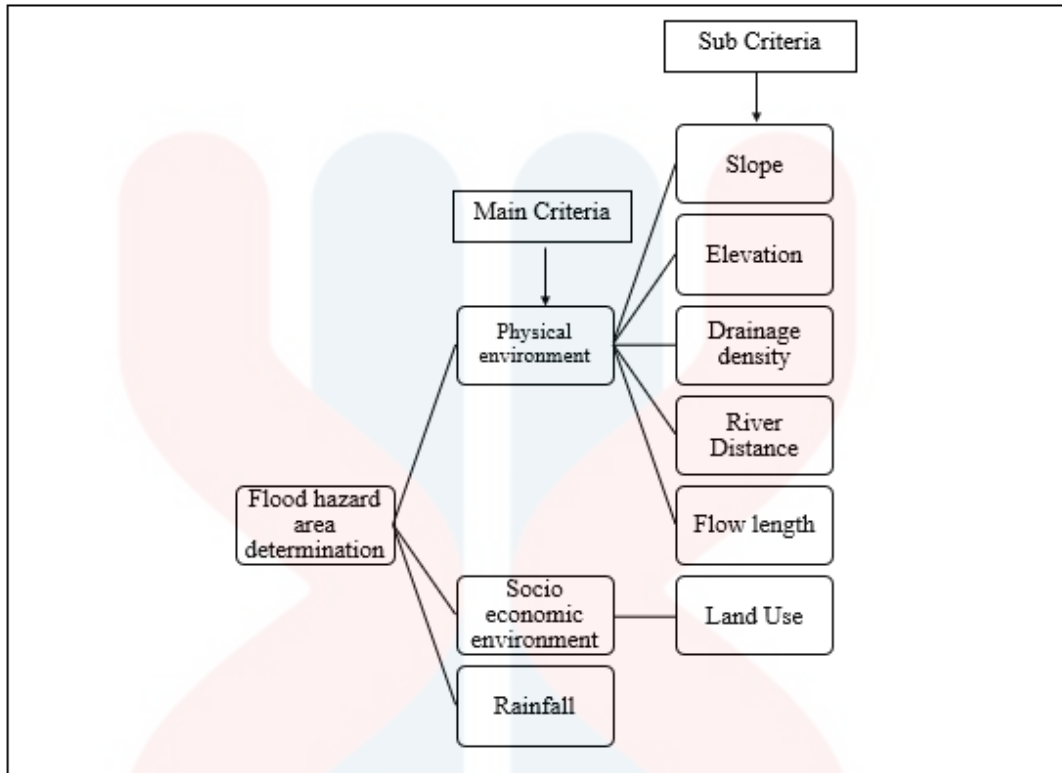 Sub Criteria
Slope
Main Criteria
Elevation
Physical
environment
Drainage
density
River
Distance
Flood hazard
area
determination
Flow length
Socio
economic
environment
Land Use
Rainfall